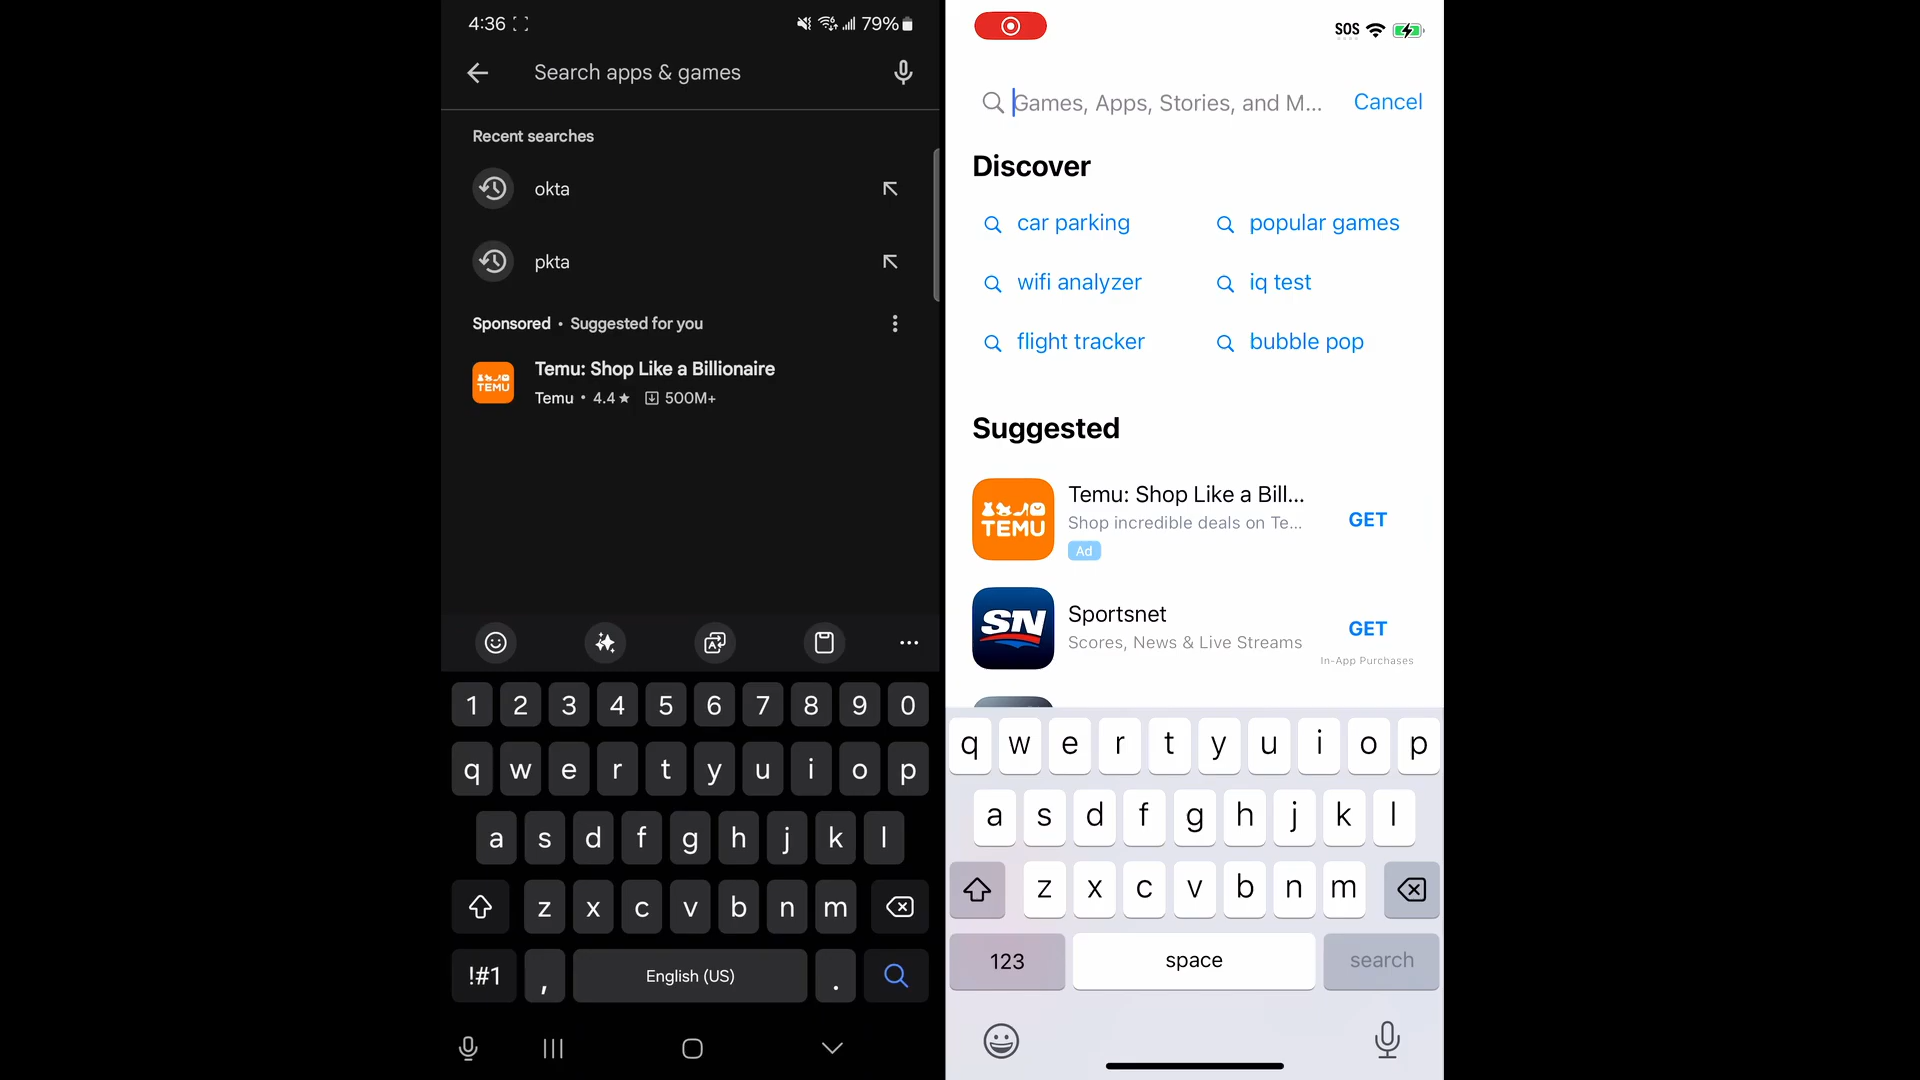 4:36
79%
Search apps & games
Recent searches
okta
pkta
Sponsored • Suggested for you
TEMU
Temu: Shop Like a Billionaire
Temu • 4.4★ 500M+
1 2 3 4 5 6 7 8 9 0
q w e r t y u i o p
a s d f g h j k l
z x c v b n m
!#1 , English (US) .
SOS
Games, Apps, Stories, and M...
Cancel
Discover
car parking
popular games
wifi analyzer
iq test
flight tracker
bubble pop
Suggested
TEMU
Temu: Shop Like a Bill...
Shop incredible deals on Te...
Ad
GET
SN
Sportsnet
Scores, News & Live Streams
GET
In-App Purchases
q w e r t y u i o p
a s d f g h j k l
z x c v b n m
123 space search